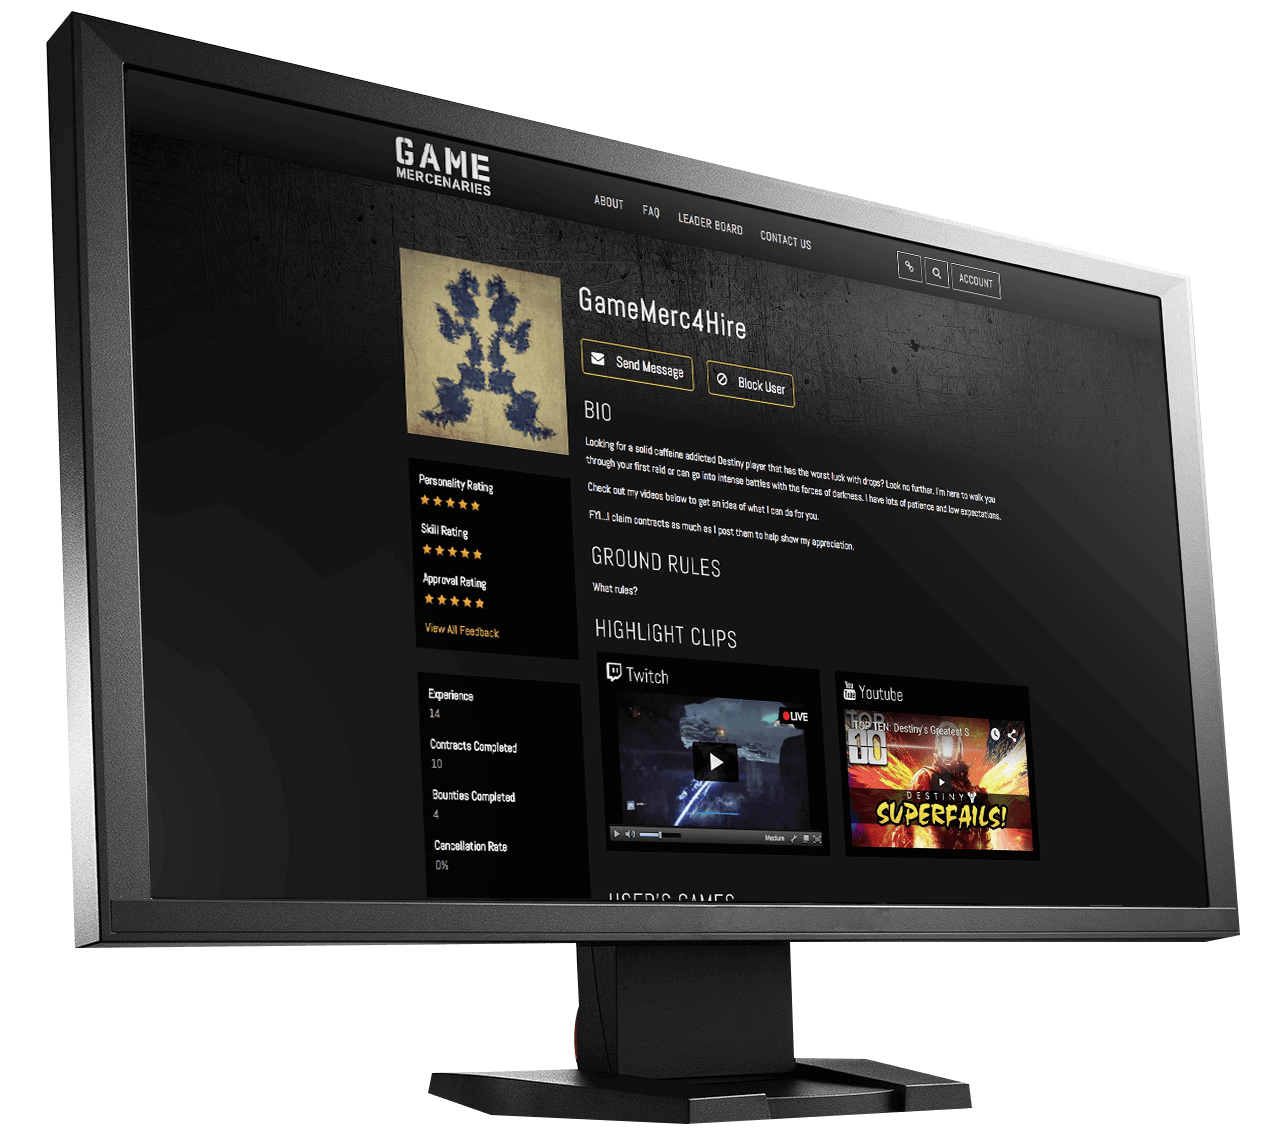 GAME
MERCENARIES
ABOUT
FAQ
LEADER BOARD
CONTACT US
ACCOUNT
GameMerc4Hire
Send Message
Block User
BIO
Looking for a solid caffeine addicted Destiny player that has the worst luck with drops? Look no further. I'm here to walk you
through your first raid or can go into intense battles with the forces of darkness. I have lots of patience and low expectations.
Check out my videos below to get an idea of what I can do for you.
FYI...I claim contracts as much as I post them to help show my appreciation.
GROUND RULES
What rules?
HIGHLIGHT CLIPS
Twitch
LIVE
Medium
You
Tube
Youtube
TOP
10
TOP TEN: Destiny's Greatest S...
DESTINY
SUPERFAILS!
USER'S GAMES
Personality Rating
Skill Rating
Approval Rating
View All Feedback
Experience
14
Contracts Completed
10
Bounties Completed
4
Cancellation Rate
0%